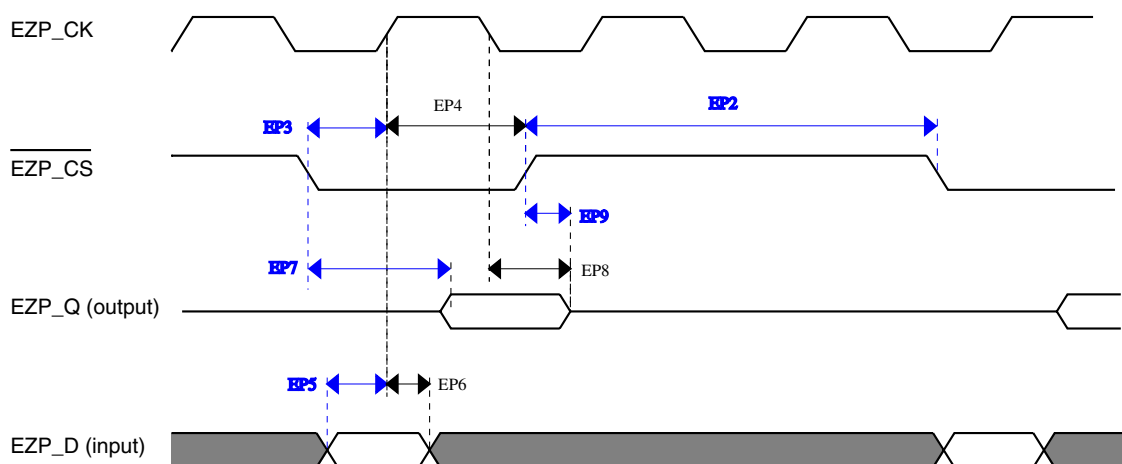 EZP_CK
EP4
EP2
EP3
EZP_CS
EP9
EP7
EP8
EZP_Q (output)
EP5
EP6
EZP_D (input)